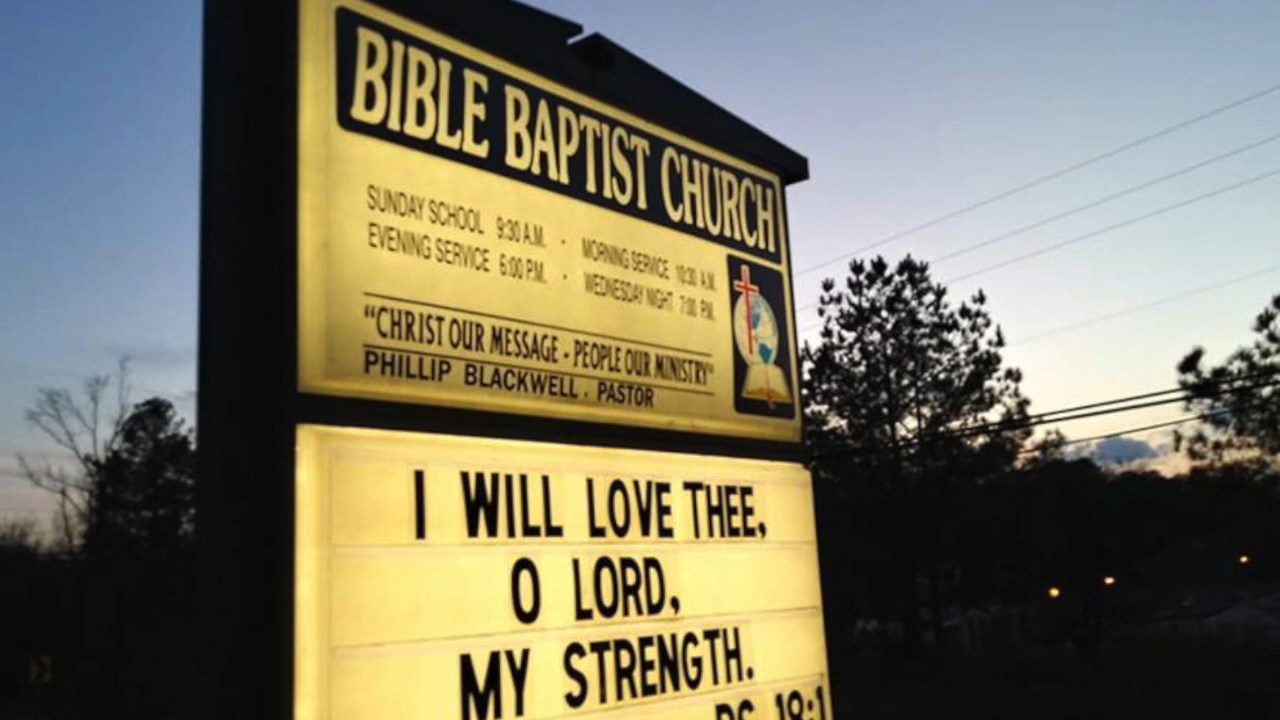 BIBLE BAPTIST CHURCH
SUNDAY SCHOOL 9:30 A.M. · MORNING SERVICE 10:30 A.M.
EVENING SERVICE 6:00 P.M. · WEDNESDAY NIGHT 7:00 P.M.
"CHRIST OUR MESSAGE - PEOPLE OUR MINISTRY"
PHILLIP BLACKWELL . PASTOR
I WILL LOVE THEE,
O LORD,
MY STRENGTH.
PS. 18:1